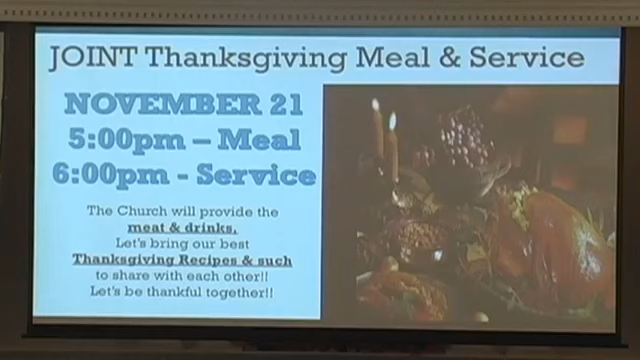 JOINT Thanksgiving Meal & Service
NOVEMBER 21
5:00pm – Meal
6:00pm - Service
The Church will provide the
meat & drinks.
Let's bring our best
Thanksgiving Recipes & such
to share with each other!!
Let's be thankful together!!